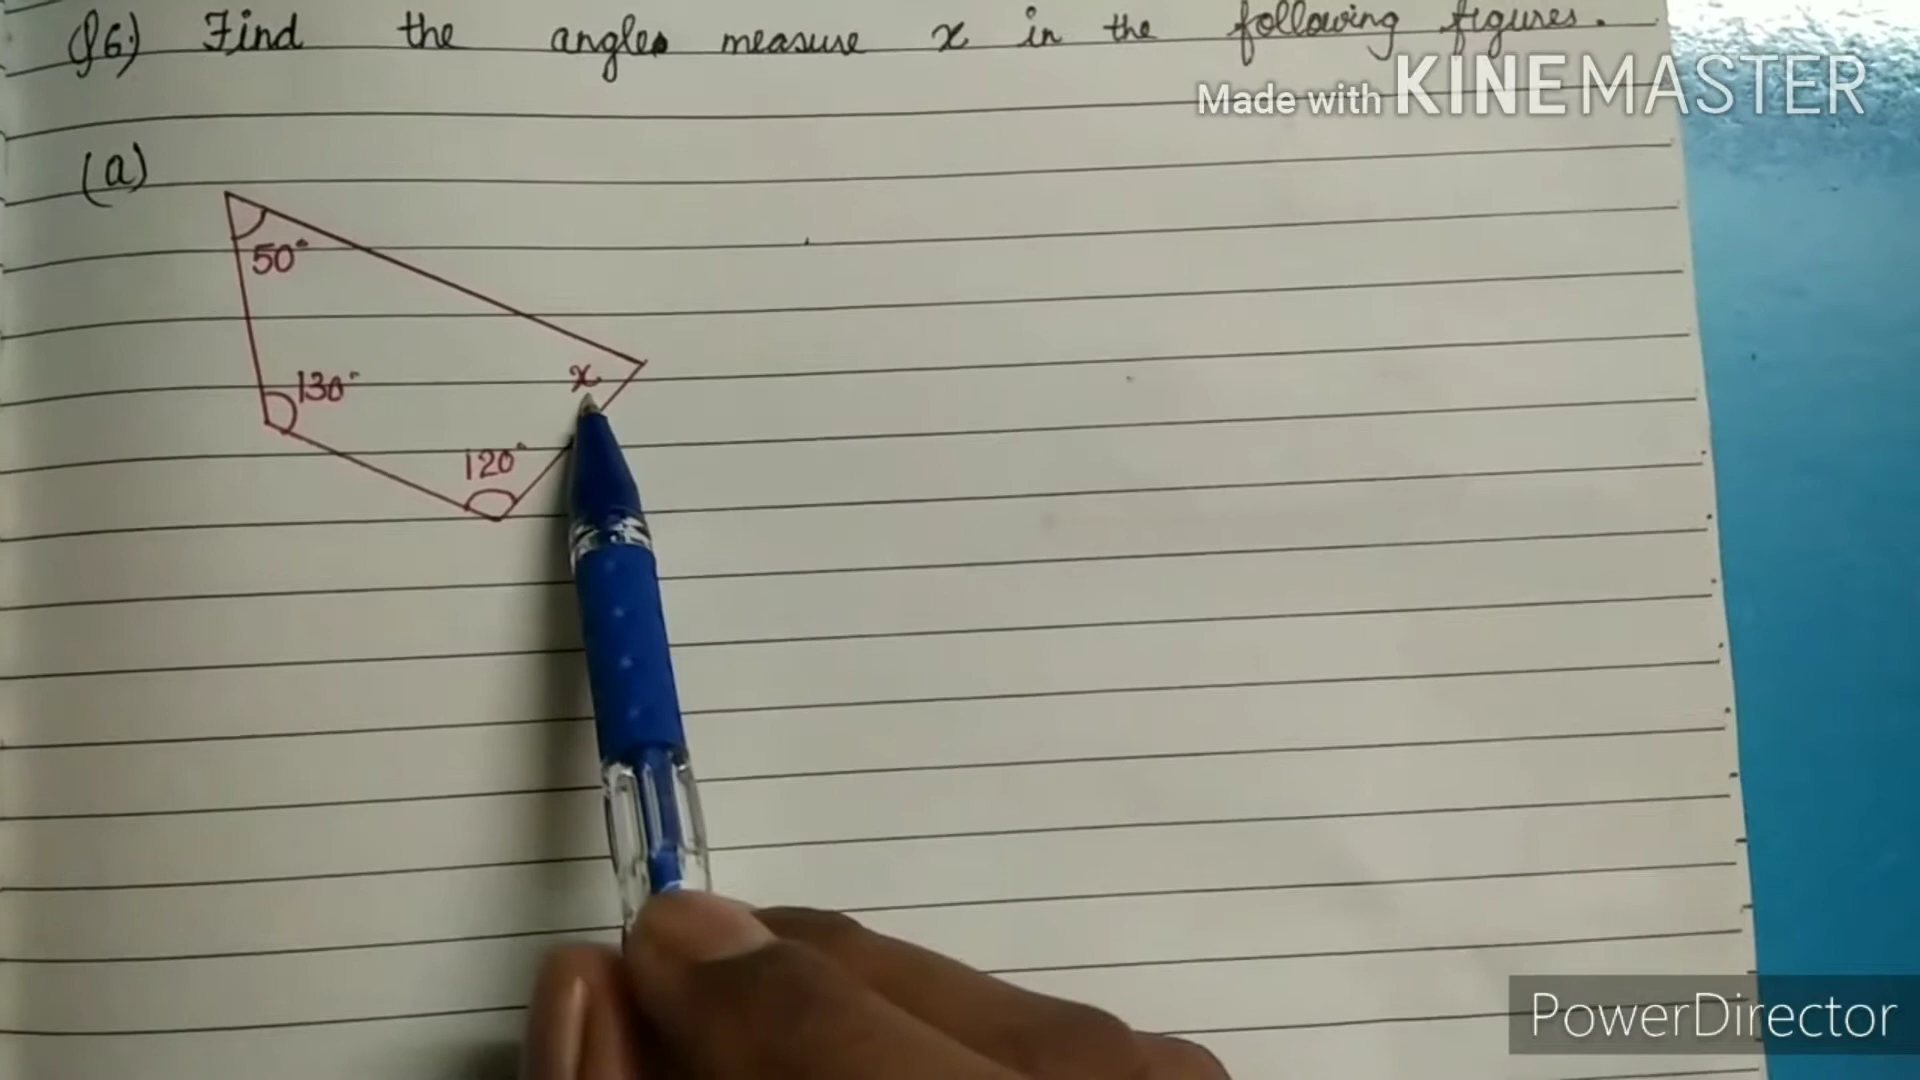 Q6.) Find the angles measure x in the following figures.
Made with KINEMASTER
(a)
50°
x
130°
120°
PowerDirector